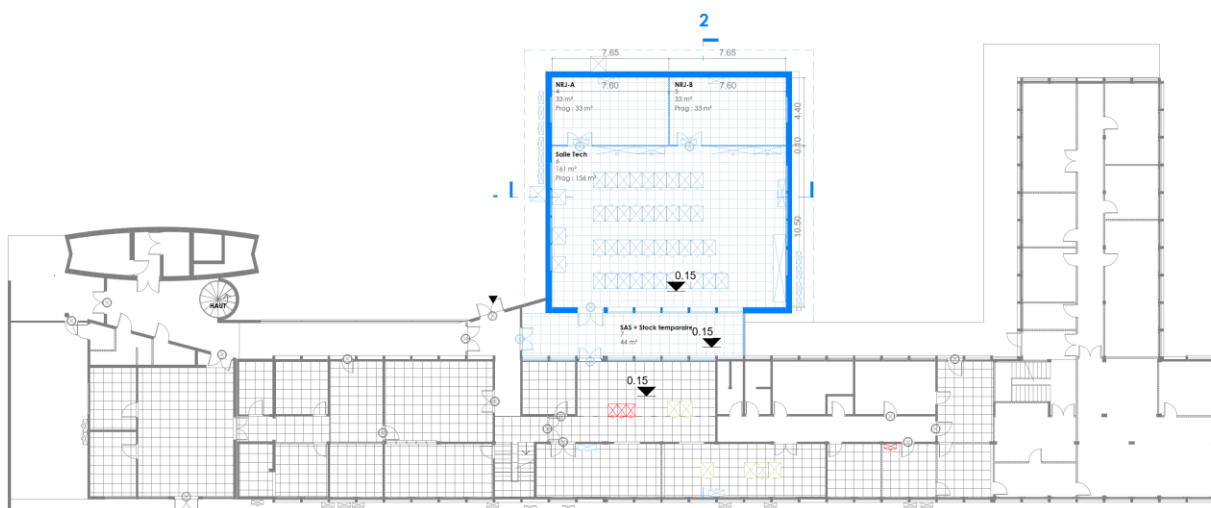 2
7.65
7.65
NRJ-A
4
33 m²
Prog : 33 m²
7.60
NRJ-B
5
33 m²
Prog : 33 m²
7.60
4.40
0.10
Salle Tech
6
161 m²
Prog : 156 m²
10.50
0.15
HAUT
SAS + Stock temporaire
7
44 m²
0.15
0.15